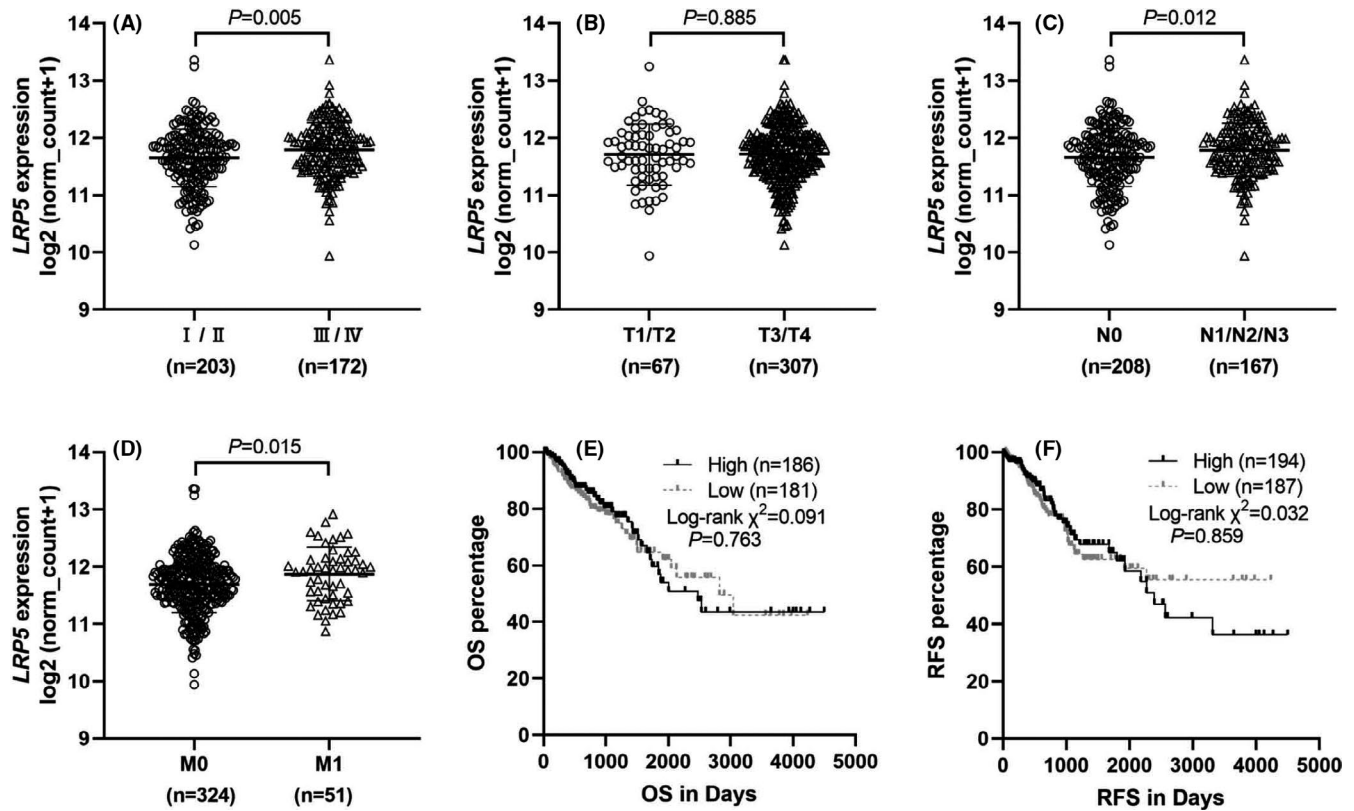 (A)
P=0.005
14
13
12
11
10
9
LRP5 expression
log2 (norm_count+1)
Ⅰ / Ⅱ
Ⅲ / Ⅳ
(n=203)
(n=172)
(B)
P=0.885
14
13
12
11
10
9
LRP5 expression
log2 (norm_count+1)
T1/T2
T3/T4
(n=67)
(n=307)
(C)
P=0.012
14
13
12
11
10
9
LRP5 expression
log2 (norm_count+1)
N0
N1/N2/N3
(n=208)
(n=167)
(D)
P=0.015
14
13
12
11
10
9
LRP5 expression
log2 (norm_count+1)
M0
M1
(n=324)
(n=51)
(E)
High (n=186)
Low (n=181)
Log-rank χ²=0.091
P=0.763
100
80
60
40
20
0
OS percentage
0 1000 2000 3000 4000 5000
OS in Days
(F)
High (n=194)
Low (n=187)
Log-rank χ²=0.032
P=0.859
100
80
60
40
20
0
RFS percentage
0 1000 2000 3000 4000 5000
RFS in Days